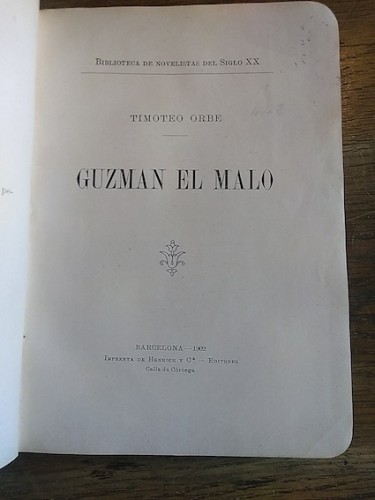 BIBLIOTECA DE NOVELISTAS DEL SIGLO XX
TIMOTEO ORBE
GUZMAN EL MALO
BARCELONA—1902
IMPRENTA DE HENRICH Y Cª — EDITORES
Calle de Córcega